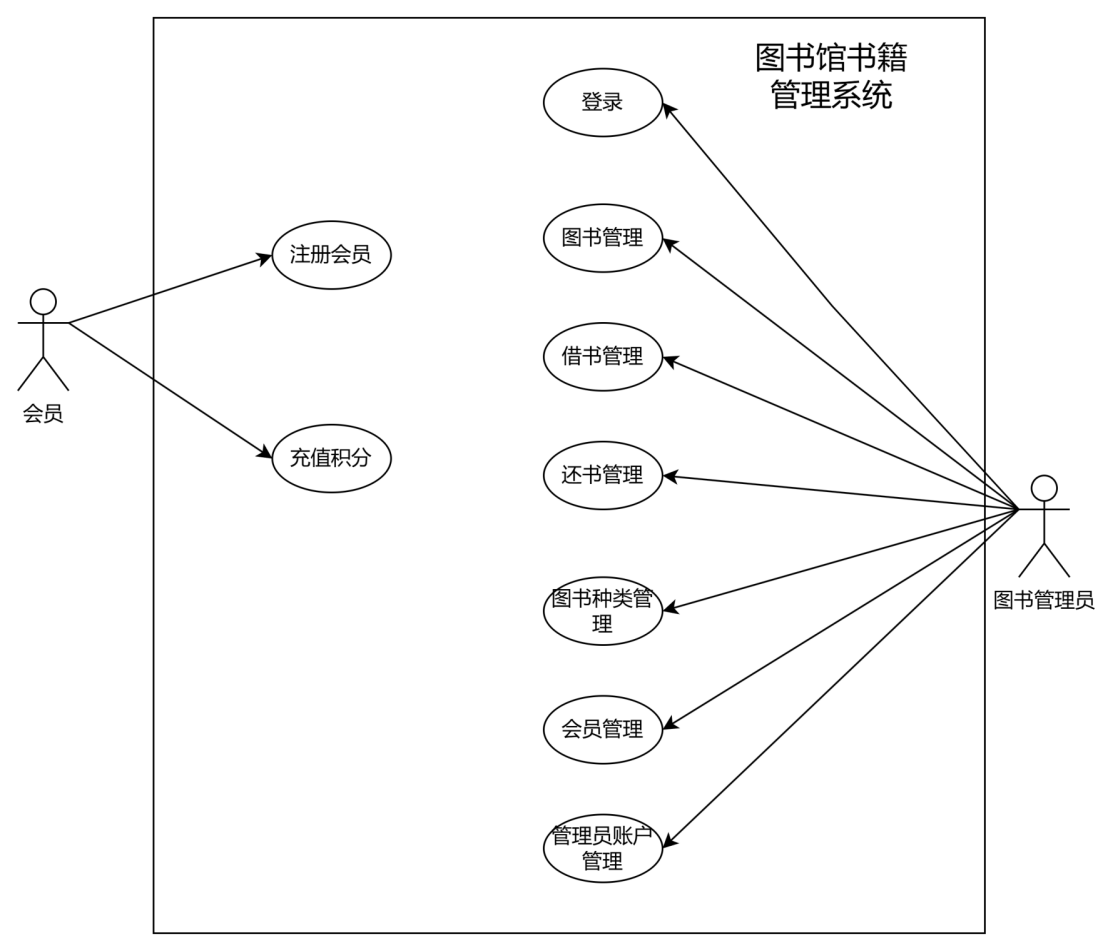 图书馆书籍
管理系统
登录
图书管理
注册会员
借书管理
会员
充值积分
还书管理
图书种类管
理
图书管理员
会员管理
管理员账户
管理